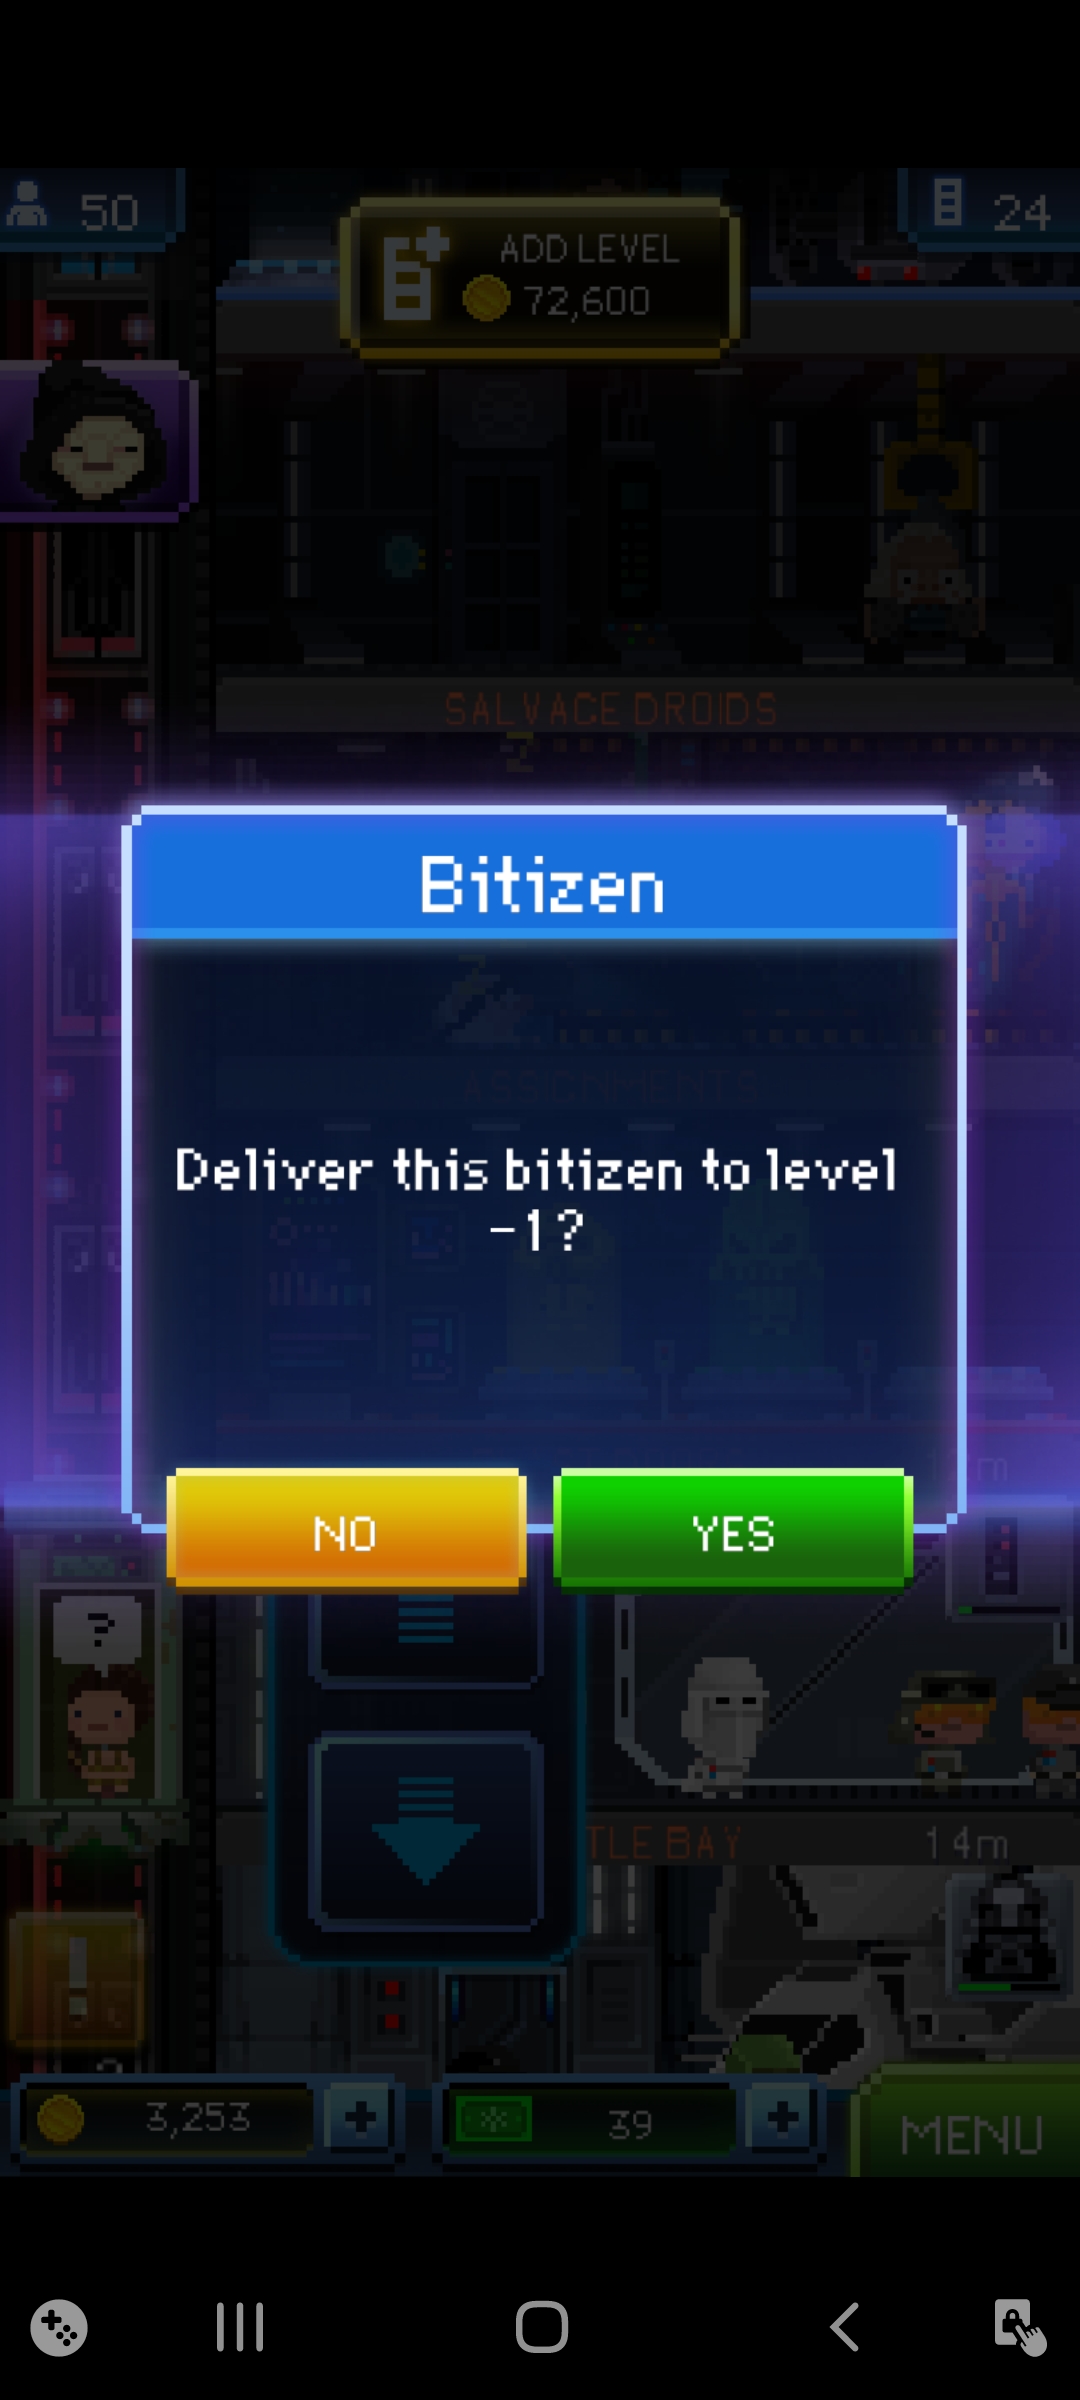 50
ADD LEVEL
72,600
24
SALVAGE DROIDS
Bitizen
ASSIGNMENTS
Deliver this bitizen to level
-1?
NO
YES
?
TLE BAY
14m
!
3,253
+
39
+
MENU